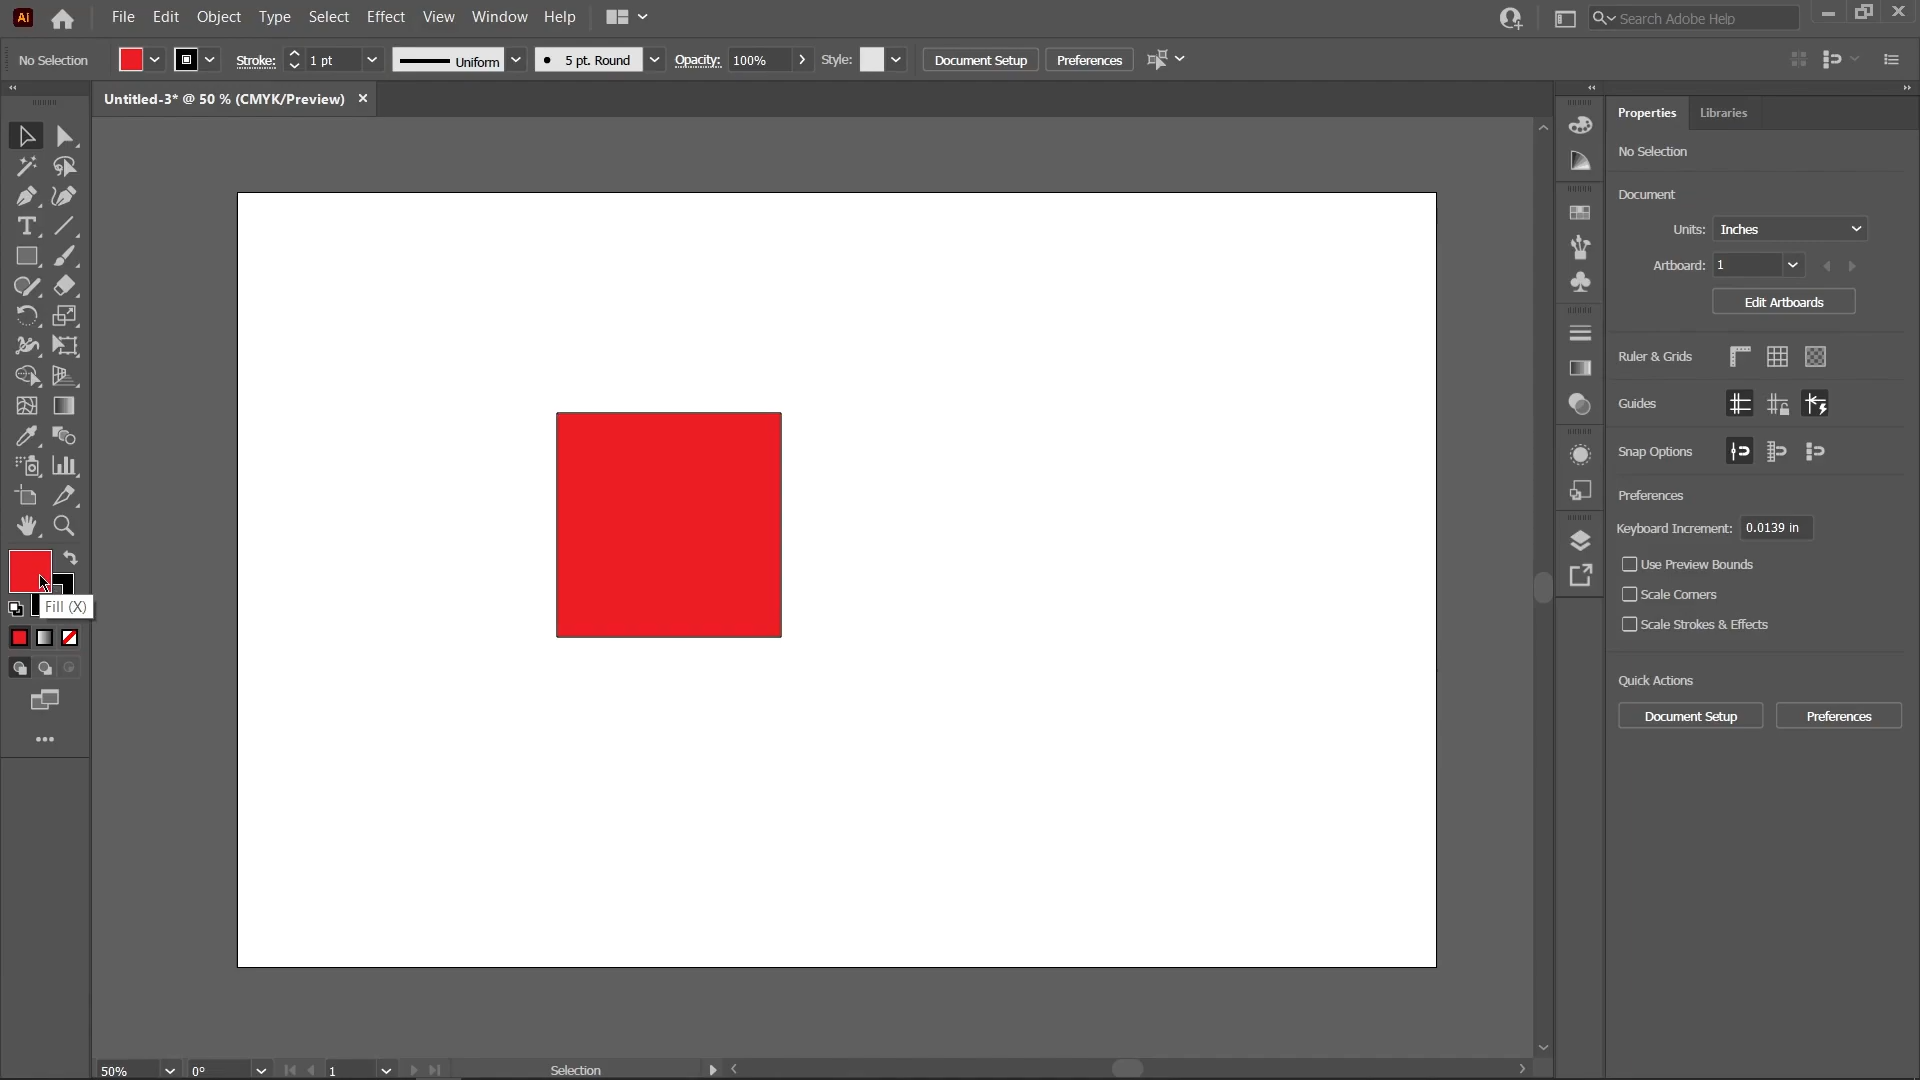 Ai File Edit Object Type Select Effect View Window Help Search Adobe Help
No Selection Stroke: 1 pt Uniform 5 pt. Round Opacity: 100% Style: Document Setup Preferences
Untitled-3* @ 50 % (CMYK/Preview)
Properties Libraries
No Selection
Document
Units: Inches
Artboard: 1
Edit Artboards
Ruler & Grids
Guides
Snap Options
Preferences
Keyboard Increment: 0.0139 in
Use Preview Bounds
Scale Corners
Scale Strokes & Effects
Quick Actions
Document Setup Preferences
T
Fill (X)
50% 0° 1 Selection